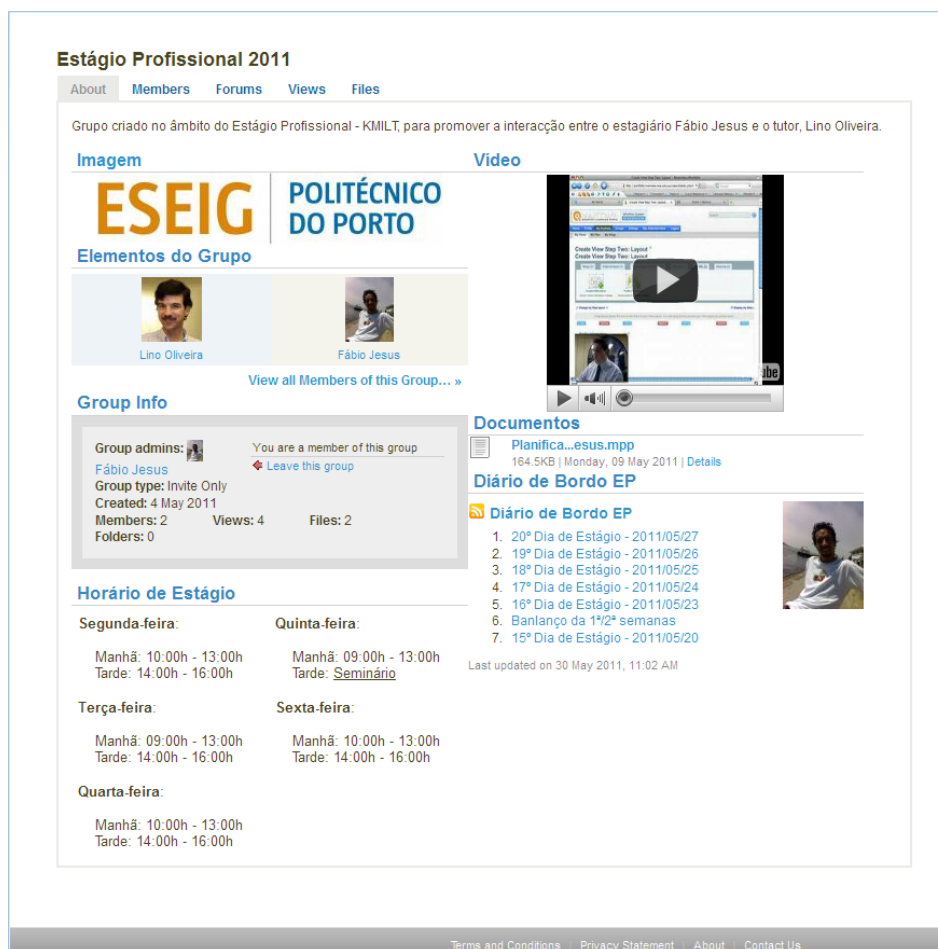 Estágio Profissional 2011
About Members Forums Views Files
Grupo criado no âmbito do Estágio Profissional - KMILT, para promover a interacção entre o estagiário Fábio Jesus e o tutor, Lino Oliveira.
Imagem
ESEIG POLITÉCNICO
DO PORTO
Elementos do Grupo
Lino Oliveira Fábio Jesus
View all Members of this Group... »
Group Info
Group admins:
Fábio Jesus
Group type: Invite Only
Created: 4 May 2011
Members: 2 Views: 4 Files: 2
Folders: 0
You are a member of this group
Leave this group
Horário de Estágio
Segunda-feira:
Manhã: 10:00h - 13:00h
Tarde: 14:00h - 16:00h
Quinta-feira:
Manhã: 09:00h - 13:00h
Tarde: Seminário
Terça-feira:
Manhã: 09:00h - 13:00h
Tarde: 14:00h - 16:00h
Sexta-feira:
Manhã: 10:00h - 13:00h
Tarde: 14:00h - 16:00h
Quarta-feira:
Manhã: 10:00h - 13:00h
Tarde: 14:00h - 16:00h
Vídeo
Create View Step Two: Layout
Create View Step Two: Layout
Documentos
Planifica...esus.mpp
164.5KB | Monday, 09 May 2011 | Details
Diário de Bordo EP
Diário de Bordo EP
1. 20º Dia de Estágio - 2011/05/27
2. 19º Dia de Estágio - 2011/05/26
3. 18º Dia de Estágio - 2011/05/25
4. 17º Dia de Estágio - 2011/05/24
5. 16º Dia de Estágio - 2011/05/23
6. Banlanço da 1ª/2ª semanas
7. 15º Dia de Estágio - 2011/05/20
Last updated on 30 May 2011, 11:02 AM
Terms and Conditions | Privacy Statement | About | Contact Us